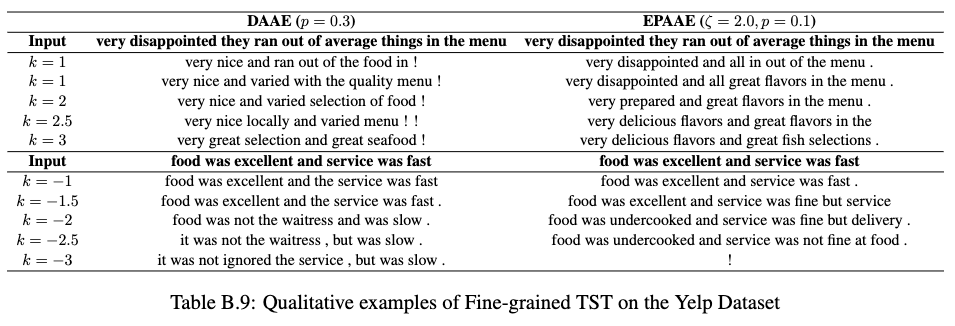 DAAE (p = 0.3) EPAAE (ζ = 2.0, p = 0.1)
Input very disappointed they ran out of average things in the menu very disappointed they ran out of average things in the menu
k = 1 very nice and ran out of the food in ! very disappointed and all in out of the menu .
k = 1 very nice and varied with the quality menu ! very disappointed and all great flavors in the menu .
k = 2 very nice and varied selection of food ! very prepared and great flavors in the menu .
k = 2.5 very nice locally and varied menu ! ! very delicious flavors and great flavors in the
k = 3 very great selection and great seafood ! very delicious flavors and great fish selections .
Input food was excellent and service was fast food was excellent and service was fast
k = −1 food was excellent and the service was fast food was excellent and service was fast .
k = −1.5 food was excellent and the service was fast . food was excellent and service was fine but service
k = −2 food was not the waitress and was slow . food was undercooked and service was fine but delivery .
k = −2.5 it was not the waitress , but was slow . food was undercooked and service was not fine at food .
k = −3 it was not ignored the service , but was slow . !
Table B.9: Qualitative examples of Fine-grained TST on the Yelp Dataset